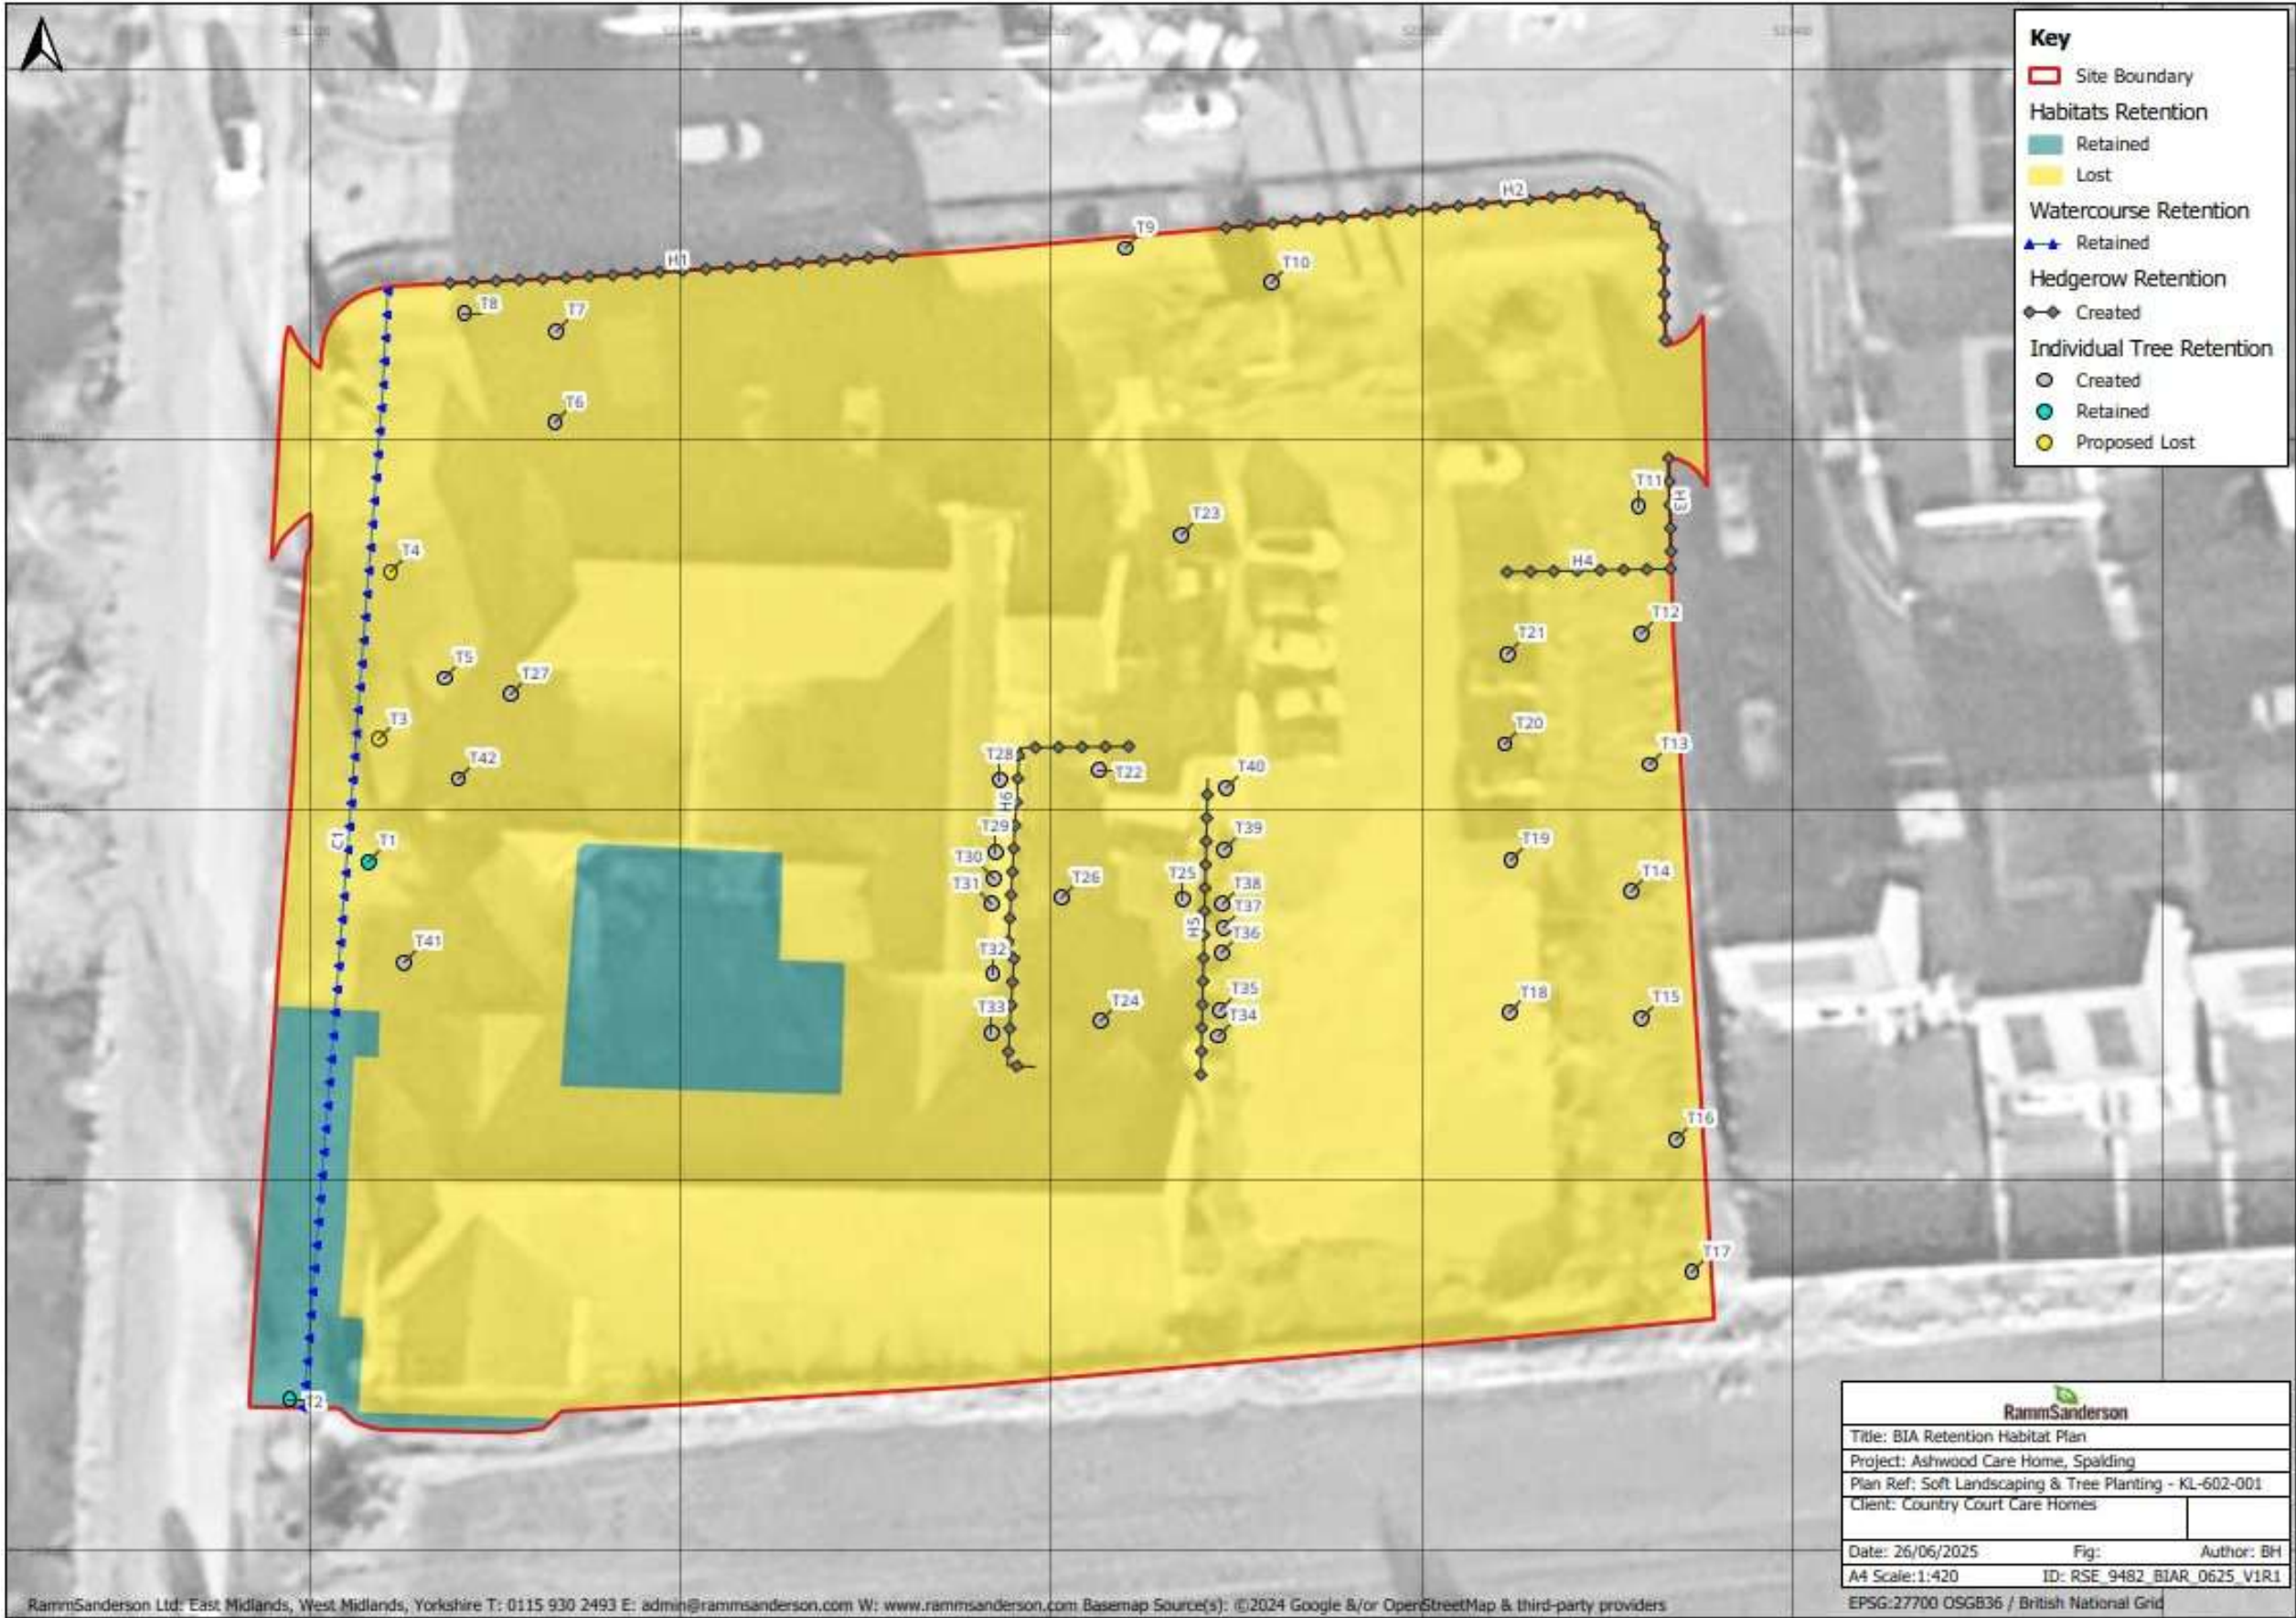 Key
Site Boundary
Habitats Retention
Retained
Lost
Watercourse Retention
Retained
Hedgerow Retention
Created
Individual Tree Retention
Created
Retained
Proposed Lost
H2
T9
H1
T10
T8
T7
T6
T11
H3
T23
T4
H4
T12
T21
T5
T27
T3
T20
T13
T28
T22
T42
T40
H6
T29
T39
C1
T1
T19
T30
T31
T26
T25
T38
T14
T37
H5
T36
T41
T32
T35
T18
T15
T33
T24
T34
T16
T17
T2
RammSanderson
Title: BIA Retention Habitat Plan
Project: Ashwood Care Home, Spalding
Plan Ref: Soft Landscaping & Tree Planting - KL-602-001
Client: Country Court Care Homes
Date: 26/06/2025 Fig: Author: BH
A4 Scale:1:420 ID: RSE_9482_BIAR_0625_V1R1
EPSG:27700 OSGB36 / British National Grid
RammSanderson Ltd: East Midlands, West Midlands, Yorkshire T: 0115 930 2493 E: admin@rammsanderson.com W: www.rammsanderson.com Basemap Source(s): ©2024 Google &/or OpenStreetMap & third-party providers